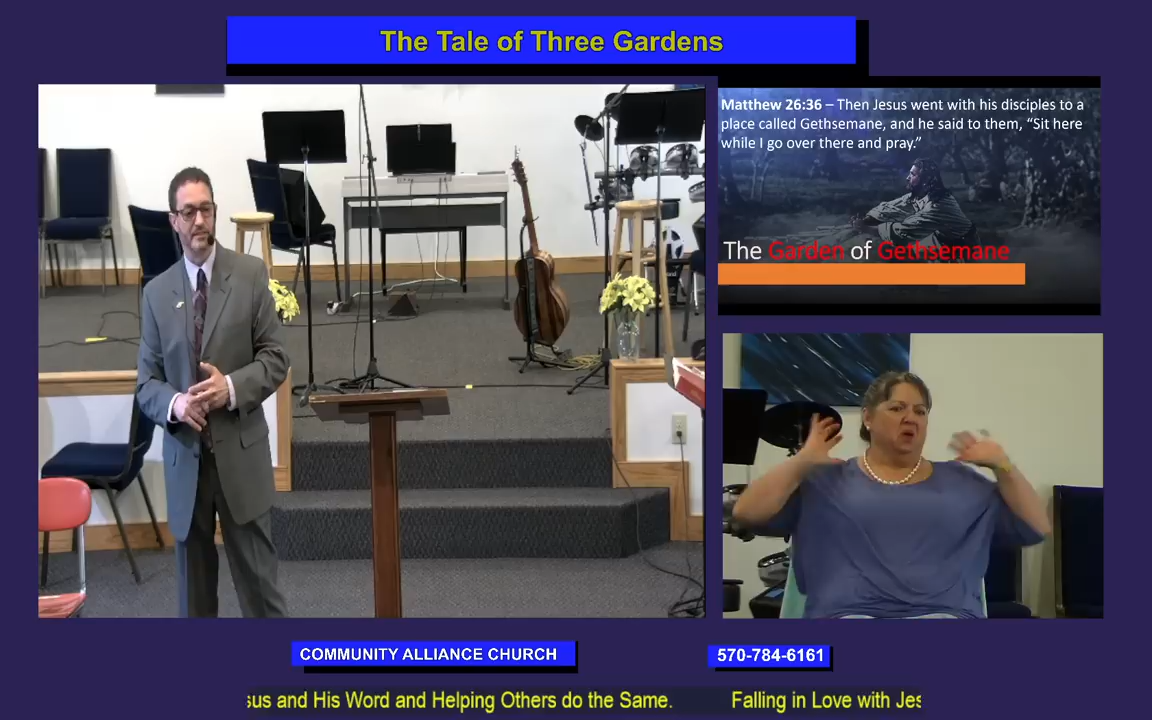 The Tale of Three Gardens
Matthew 26:36 – Then Jesus went with his disciples to a
place called Gethsemane, and he said to them, “Sit here
while I go over there and pray.”
The Garden of Gethsemane
COMMUNITY ALLIANCE CHURCH
570-784-6161
sus and His Word and Helping Others do the Same. Falling in Love with Jes